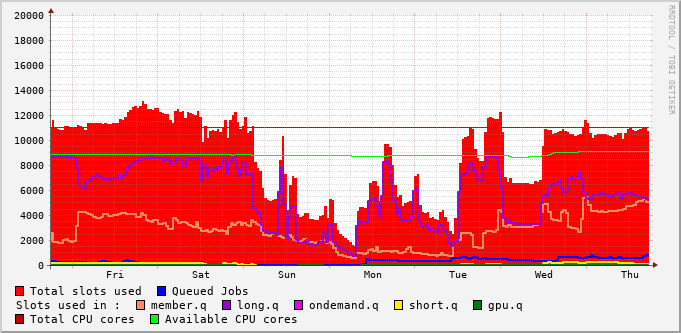 20000
18000
16000
14000
12000
10000
8000
6000
4000
2000
0
Fri Sat Sun Mon Tue Wed Thu
RRDTOOL / TOBI OETIKER
Total slots used Queued Jobs
Slots used in : member.q long.q ondemand.q short.q gpu.q
Total CPU cores Available CPU cores